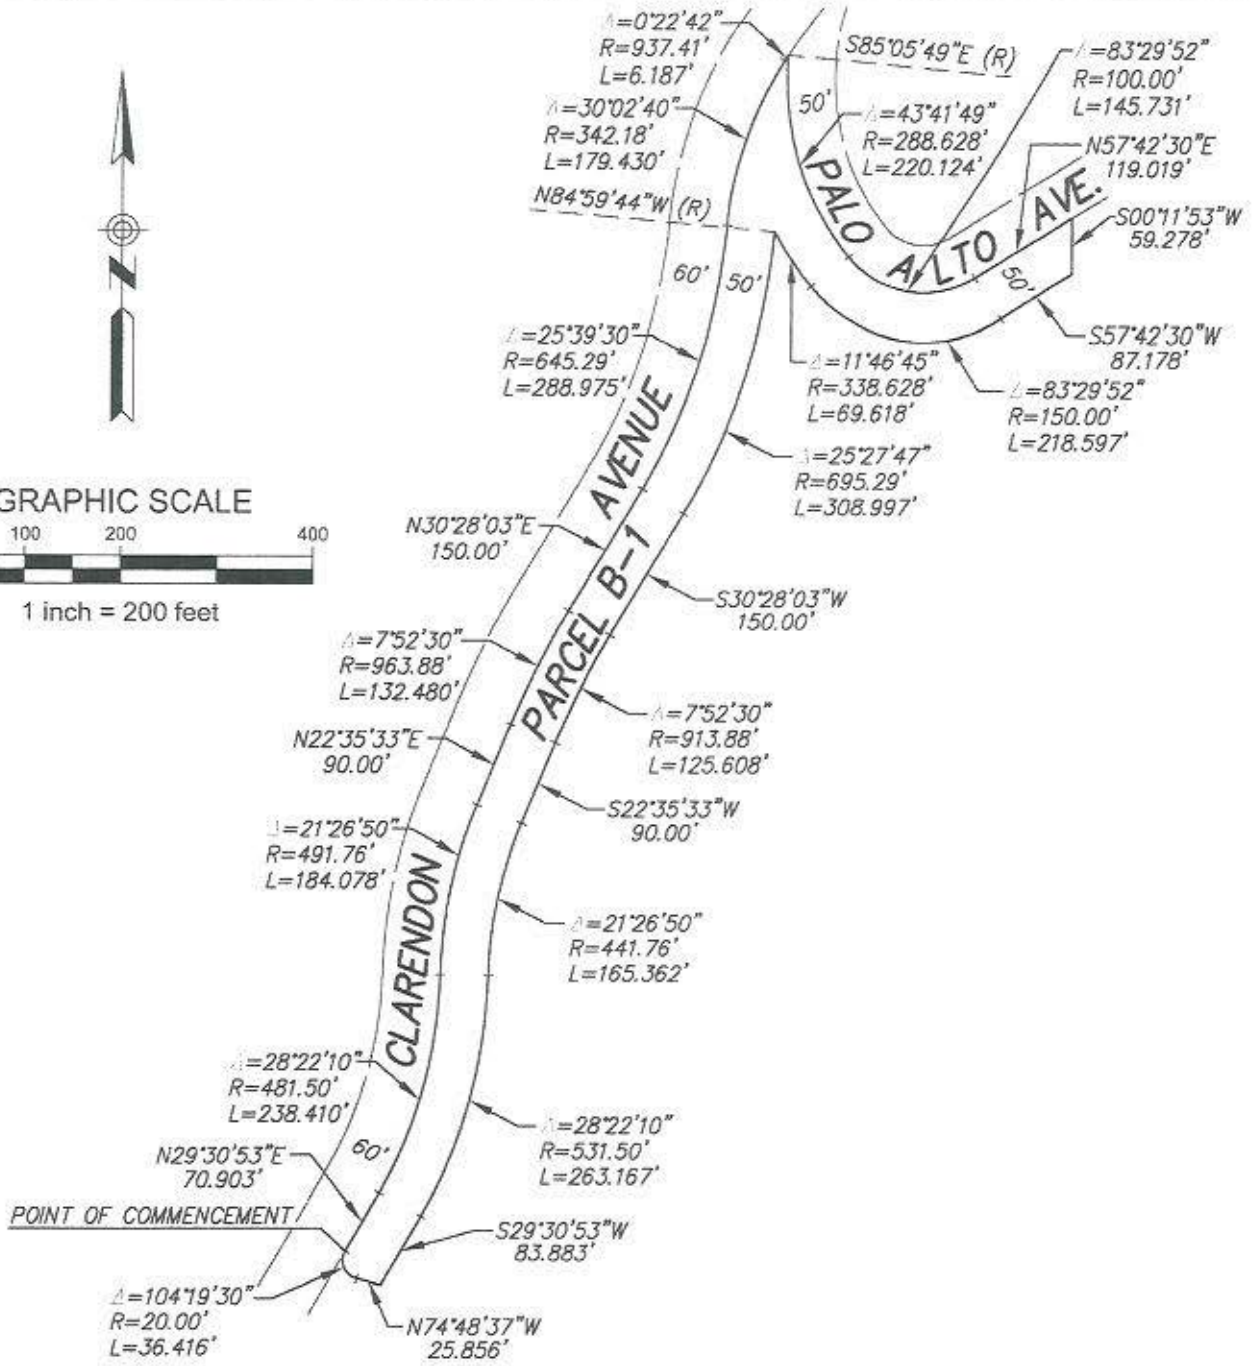 Δ=0°22'42"
R=937.41'
L=6.187'
S85°05'49"E (R)
Δ=83°29'52"
R=100.00'
L=145.731'
Δ=30°02'40"
R=342.18'
L=179.430'
50'
Δ=43°41'49"
R=288.628'
L=220.124'
N57°42'30"E
119.019'
N84°59'44"W (R)
PALO ALTO AVE.
S00°11'53"W
59.278'
60'
50'
50'
N
Δ=25°39'30"
R=645.29'
L=288.975'
Δ=11°46'45"
R=338.628'
L=69.618'
S57°42'30"W
87.178'
Δ=83°29'52"
R=150.00'
L=218.597'
Δ=25°27'47"
R=695.29'
L=308.997'
GRAPHIC SCALE
100 200 400
1 inch = 200 feet
N30°28'03"E
150.00'
CLARENDON AVENUE
PARCEL B-1
S30°28'03"W
150.00'
Δ=7°52'30"
R=963.88'
L=132.480'
Δ=7°52'30"
R=913.88'
L=125.608'
N22°35'33"E
90.00'
S22°35'33"W
90.00'
Δ=21°26'50"
R=491.76'
L=184.078'
Δ=21°26'50"
R=441.76'
L=165.362'
Δ=28°22'10"
R=481.50'
L=238.410'
Δ=28°22'10"
R=531.50'
L=263.167'
60'
N29°30'53"E
70.903'
POINT OF COMMENCEMENT
S29°30'53"W
83.883'
Δ=104°19'30"
R=20.00'
L=36.416'
N74°48'37"W
25.856'